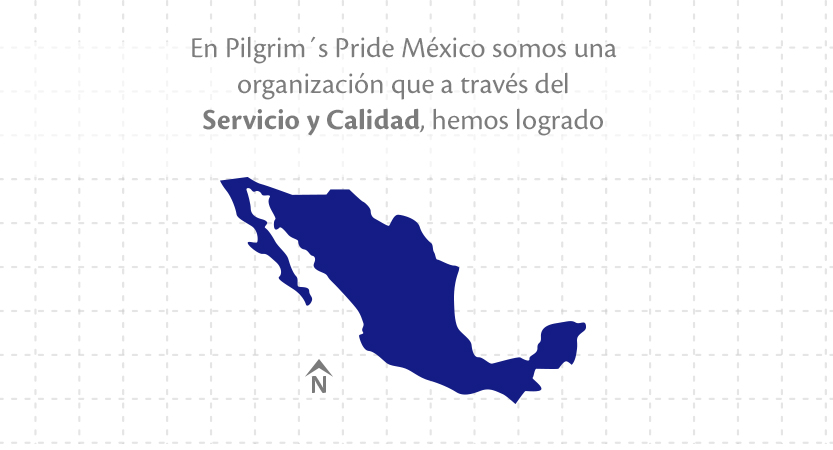 En Pilgrim´s Pride México somos una
organización que a través del
Servicio y Calidad, hemos logrado
N